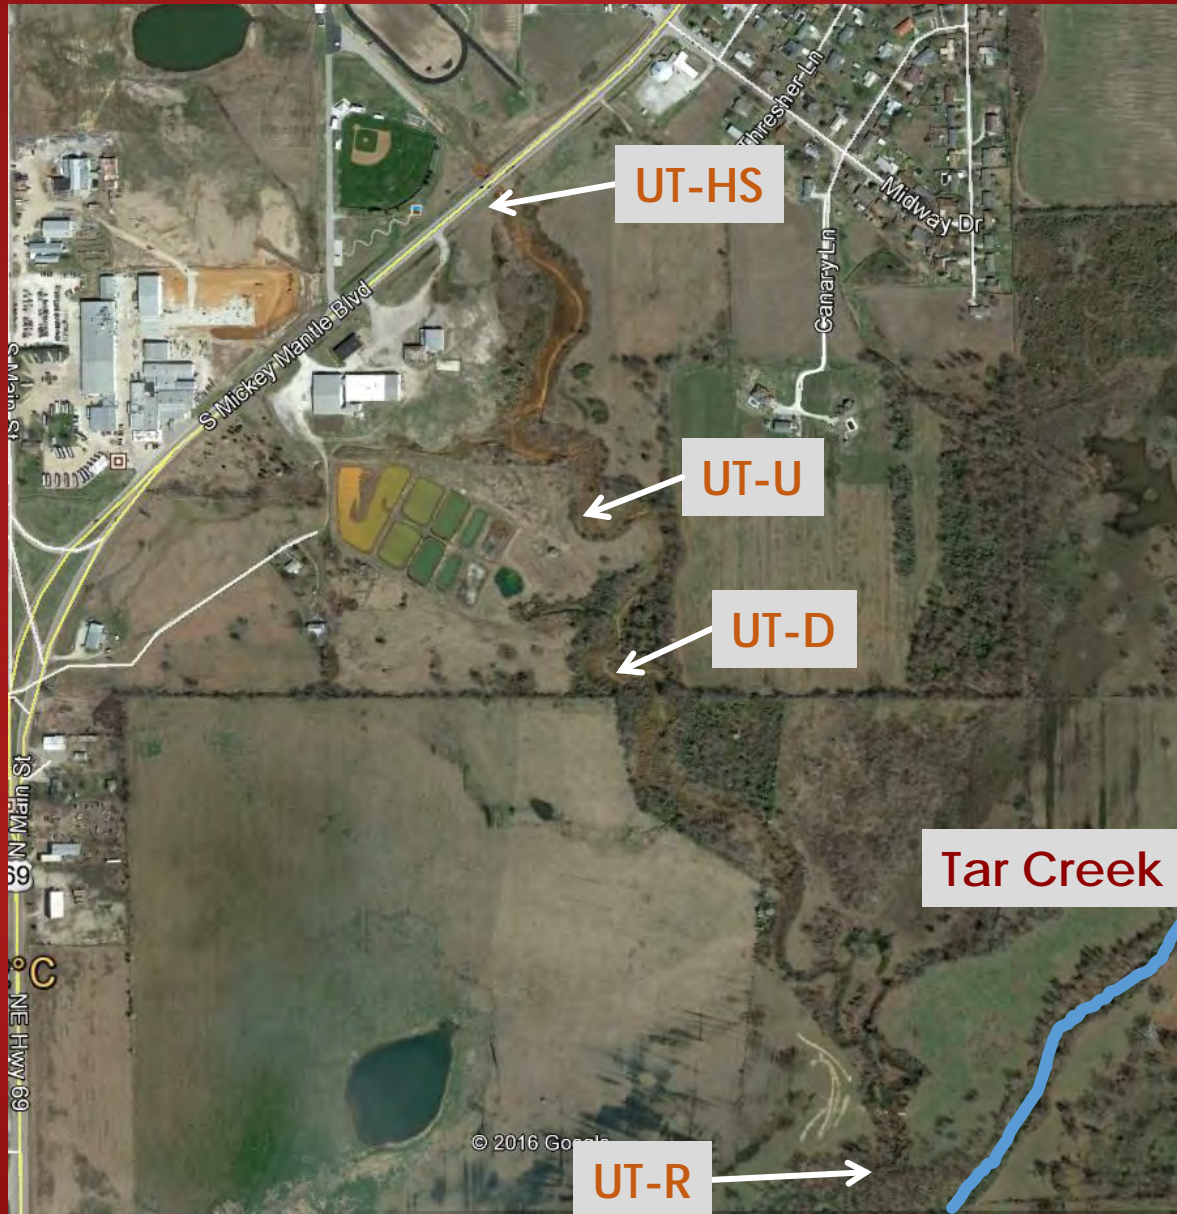 Thresher Ln
UT-HS
Midway Dr
Canary Ln
S Mickey Mantle Blvd
S Main St
UT-U
UT-D
N Main St
Tar Creek
69
°C
NE Hwy 69
© 2016 Google
UT-R